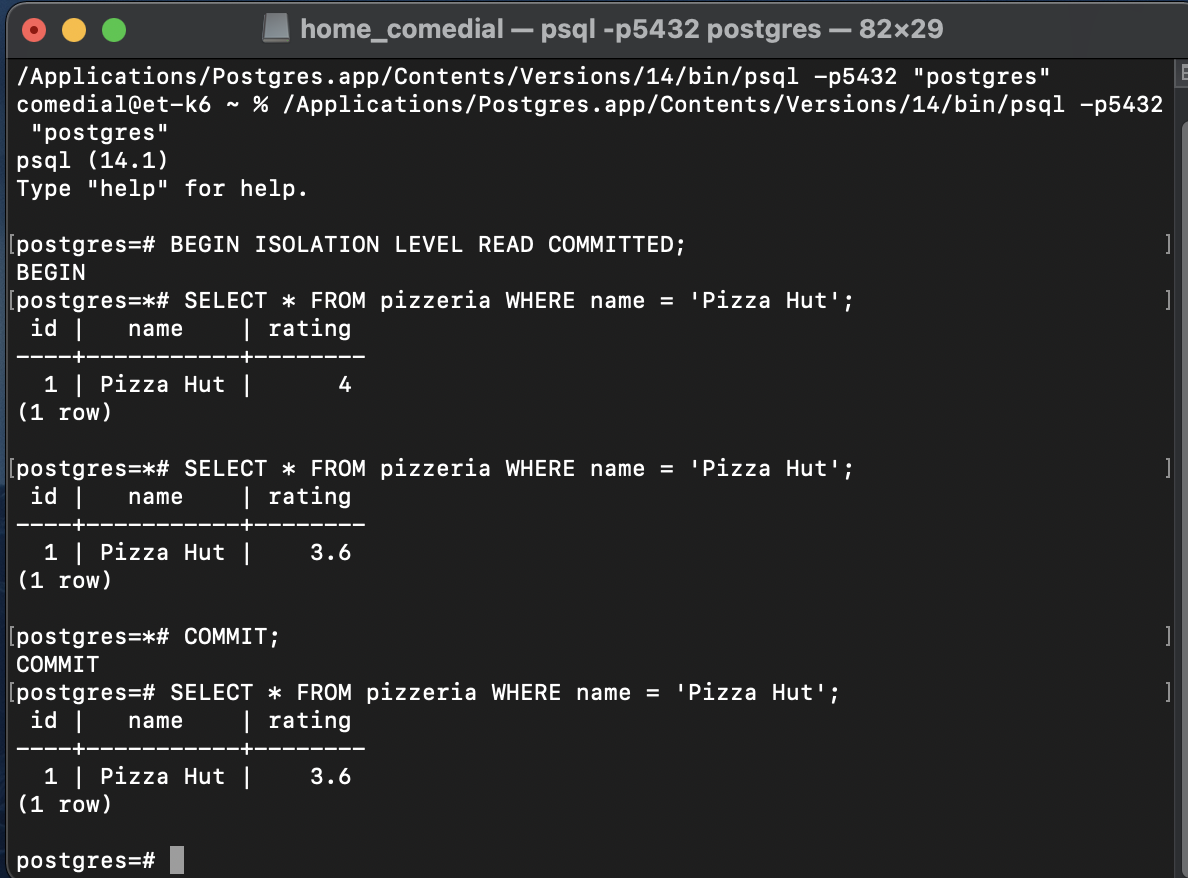 home_comedial — psql -p5432 postgres — 82×29
/Applications/Postgres.app/Contents/Versions/14/bin/psql -p5432 "postgres"
comedial@et-k6 ~ % /Applications/Postgres.app/Contents/Versions/14/bin/psql -p5432
 "postgres"
psql (14.1)
Type "help" for help.
[postgres=# BEGIN ISOLATION LEVEL READ COMMITTED; ]
BEGIN
[postgres=*# SELECT * FROM pizzeria WHERE name = 'Pizza Hut'; ]
 id |   name    | rating
----+-----------+--------
  1 | Pizza Hut |      4
(1 row)
[postgres=*# SELECT * FROM pizzeria WHERE name = 'Pizza Hut'; ]
 id |   name    | rating
----+-----------+--------
  1 | Pizza Hut |    3.6
(1 row)
[postgres=*# COMMIT; ]
COMMIT
[postgres=# SELECT * FROM pizzeria WHERE name = 'Pizza Hut'; ]
 id |   name    | rating
----+-----------+--------
  1 | Pizza Hut |    3.6
(1 row)
postgres=#